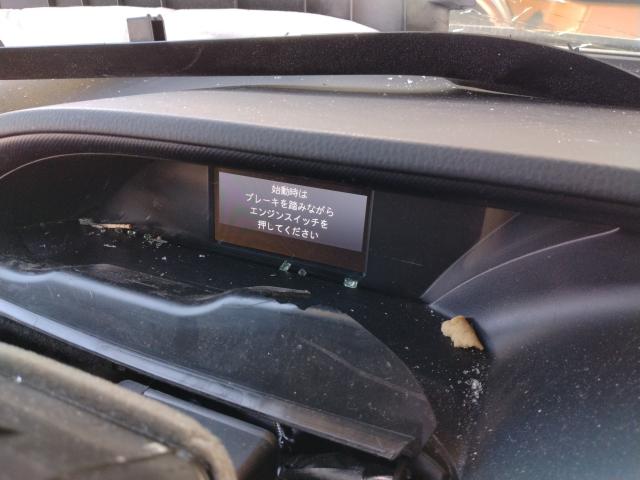 始動時は
ブレーキを踏みながら
エンジンスイッチを
押してください